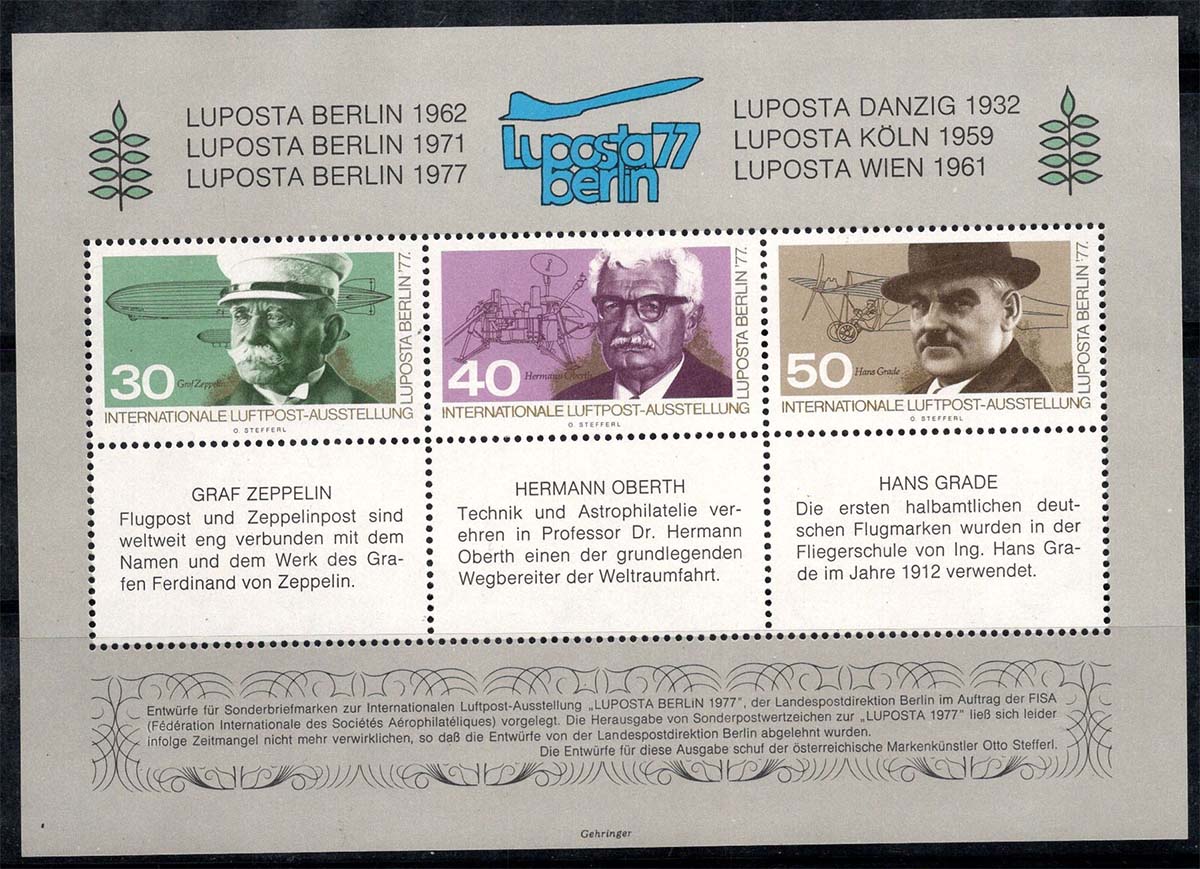 LUPOSTA BERLIN 1962
LUPOSTA BERLIN 1971
LUPOSTA BERLIN 1977
Luposta 77
berlin
LUPOSTA DANZIG 1932
LUPOSTA KÖLN 1959
LUPOSTA WIEN 1961
30
Graf Zeppelin
LUPOSTA BERLIN '77.
INTERNATIONALE LUFTPOST-AUSSTELLUNG
O. STEFFERL
40
Hermann Oberth
LUPOSTA BERLIN '77.
INTERNATIONALE LUFTPOST-AUSSTELLUNG
O. STEFFERL
50
Hans Grade
LUPOSTA BERLIN '77.
INTERNATIONALE LUFTPOST-AUSSTELLUNG
O. STEFFERL
GRAF ZEPPELIN
Flugpost und Zeppelinpost sind
weltweit eng verbunden mit dem
Namen und dem Werk des Gra-
fen Ferdinand von Zeppelin.
HERMANN OBERTH
Technik und Astrophilatelie ver-
ehren in Professor Dr. Hermann
Oberth einen der grundlegenden
Wegbereiter der Weltraumfahrt.
HANS GRADE
Die ersten halbamtlichen deut-
schen Flugmarken wurden in der
Fliegerschule von Ing. Hans Gra-
de im Jahre 1912 verwendet.
Entwürfe für Sonderbriefmarken zur Internationalen Luftpost-Ausstellung „LUPOSTA BERLiN 1977", der Landespostdirektion Berlin im Auftrag der FISA
(Fédération Internationale des Sociétés Aérophilatéliques) vorgelegt. Die Herausgabe von Sonderpostwertzeichen zur „LUPOSTA 1977" ließ sich leider
infolge Zeitmangel nicht mehr verwirklichen, so daß die Entwürfe von der Landespostdirektion Berlin abgelehnt wurden.
Die Entwürfe für diese Ausgabe schuf der österreichische Markenkünstler Otto Stefferl.
Gehringer